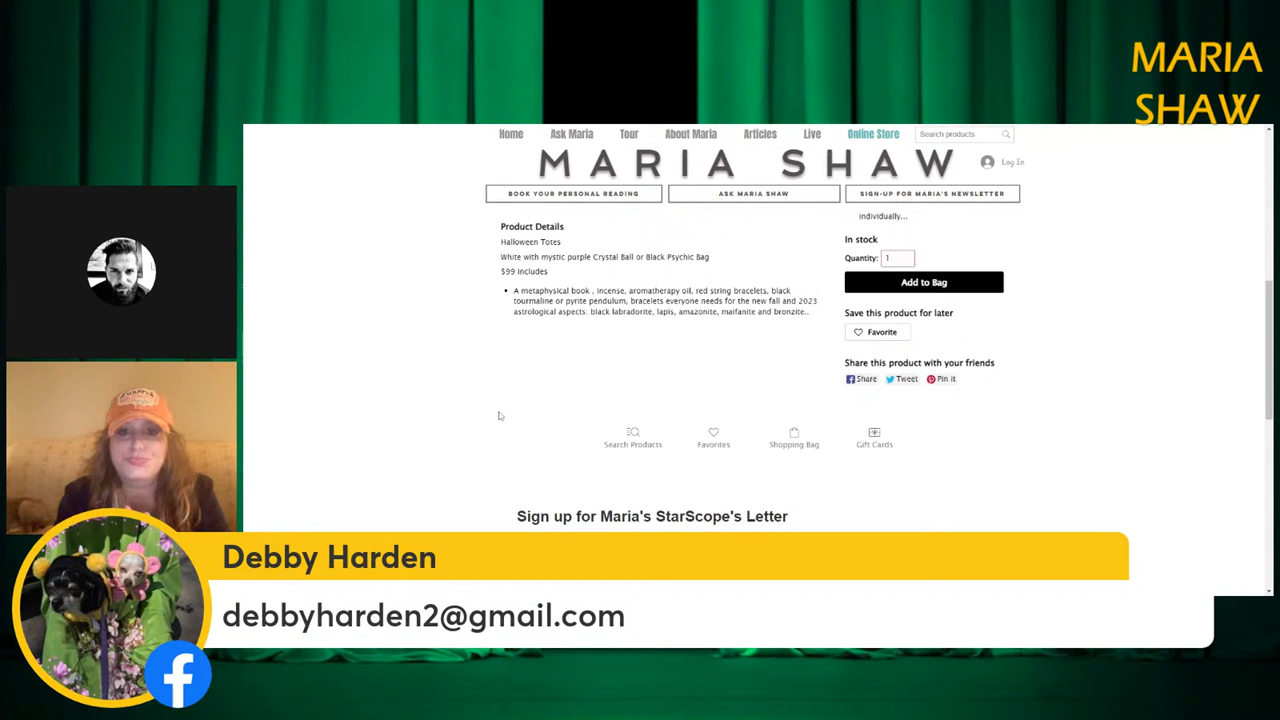 MARIA
SHAW
Home Ask Maria Tour About Maria Articles Live Online Store Search products
MARIA SHAW
Log In
BOOK YOUR PERSONAL READING ASK MARIA SHAW SIGN-UP FOR MARIA'S NEWSLETTER
individually...
Product Details
Halloween Totes
White with mystic purple Crystal Ball or Black Psychic Bag
$99 Includes
A metaphysical book , incense, aromatherapy oil, red string bracelets, black
tourmaline or pyrite pendulum, bracelets everyone needs for the new fall and 2023
astrological aspects: black labradorite, lapis, amazonite, maifanite and bronzite..
In stock
Quantity: 1
Add to Bag
Save this product for later
Favorite
Share this product with your friends
Share Tweet Pin it
Search Products Favorites Shopping Bag Gift Cards
Sign up for Maria's StarScope's Letter
Debby Harden
debbyharden2@gmail.com